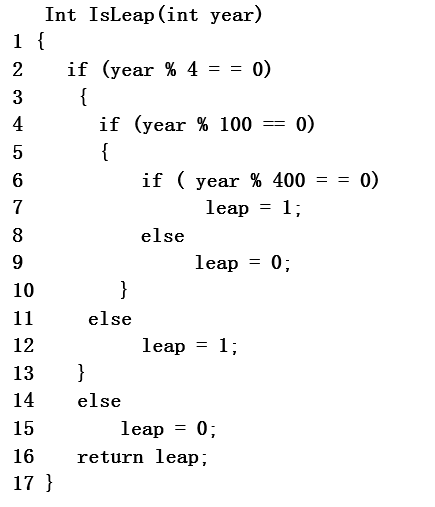 Int IsLeap(int year)
1 {
2 if (year % 4 = = 0)
3 {
4 if (year % 100 == 0)
5 {
6 if ( year % 400 = = 0)
7 leap = 1;
8 else
9 leap = 0;
10 }
11 else
12 leap = 1;
13 }
14 else
15 leap = 0;
16 return leap;
17 }